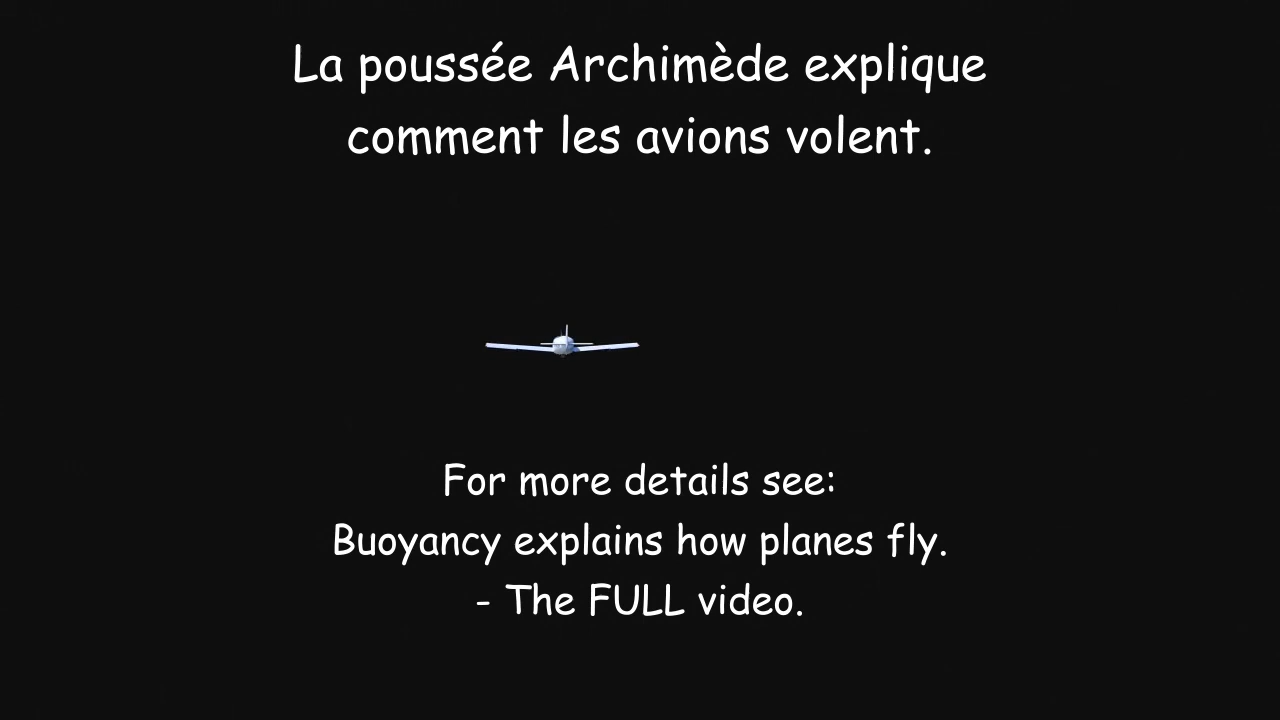 La poussée Archimède explique
comment les avions volent.
For more details see:
Buoyancy explains how planes fly.
- The FULL video.